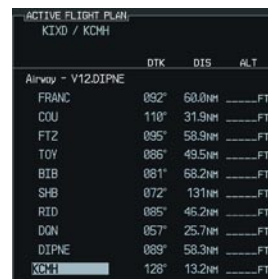 ACTIVE FLIGHT PLAN
KIXD / KCMH
DTK DIS ALT
Airway - V12.DIPNE
FRANC 092° 60.0NM _____FT
COU 110° 31.9NM _____FT
FTZ 095° 58.9NM _____FT
TOY 086° 49.5NM _____FT
BIB 081° 68.2NM _____FT
SHB 072° 131NM _____FT
RID 085° 46.2NM _____FT
DQN 057° 25.7NM _____FT
DIPNE 089° 58.3NM _____FT
KCMH 128° 13.2NM _____FT